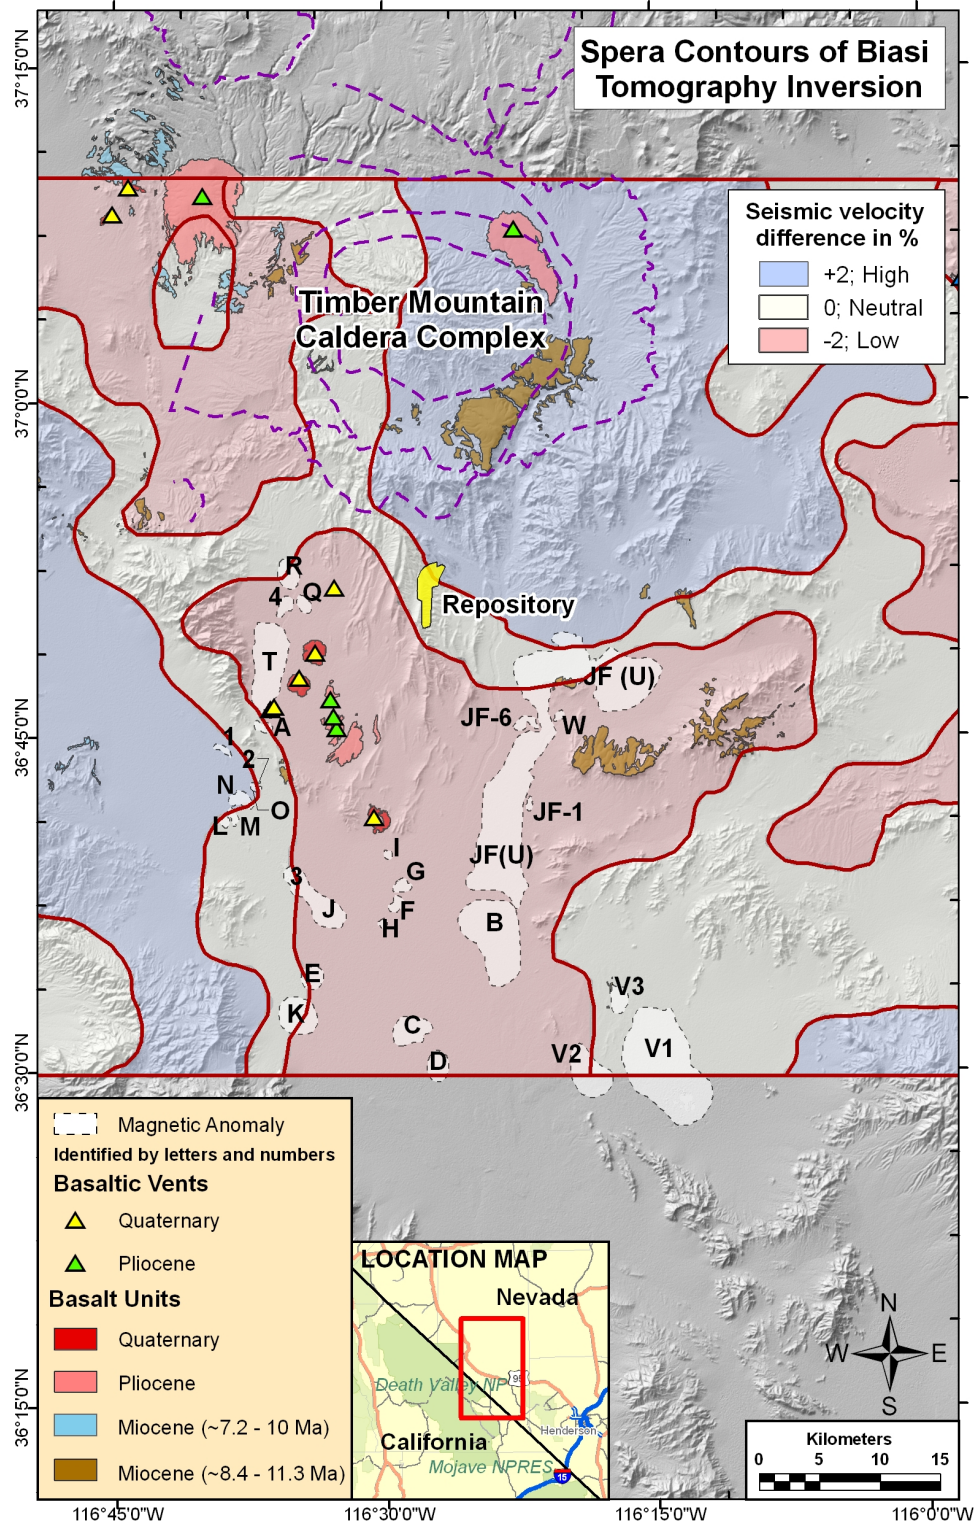 Spera Contours of Biasi
Tomography Inversion
37°15'0"N
Seismic velocity
difference in %
+2; High
0; Neutral
-2; Low
Timber Mountain
Caldera Complex
37°0'0"N
R
4
Q
Repository
T
JF (U)
A
JF-6
W
36°45'0"N
1
2
N
O
L
M
JF-1
I
JF(U)
3
G
J
F
H
B
E
V3
K
C
V1
V2
D
36°30'0"N
Magnetic Anomaly
Identified by letters and numbers
Basaltic Vents
Quaternary
Pliocene
Basalt Units
Quaternary
Pliocene
Miocene (~7.2 - 10 Ma)
Miocene (~8.4 - 11.3 Ma)
LOCATION MAP
Nevada
95
Death Valley NP
Henderson
California
Mojave NPRES
15
N
W
E
S
36°15'0"N
Kilometers
0 5 10 15
116°45'0"W 116°30'0"W 116°15'0"W 116°0'0"W